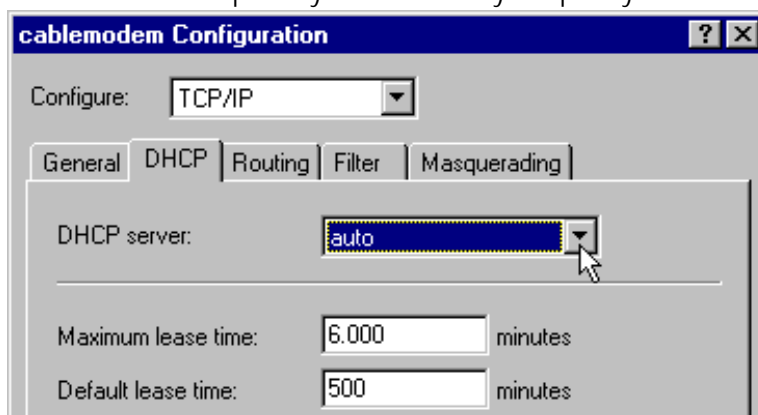 cablemodem Configuration
Configure: TCP/IP
General DHCP Routing Filter Masquerading
DHCP server: auto
Maximum lease time: 6.000 minutes
Default lease time: 500 minutes